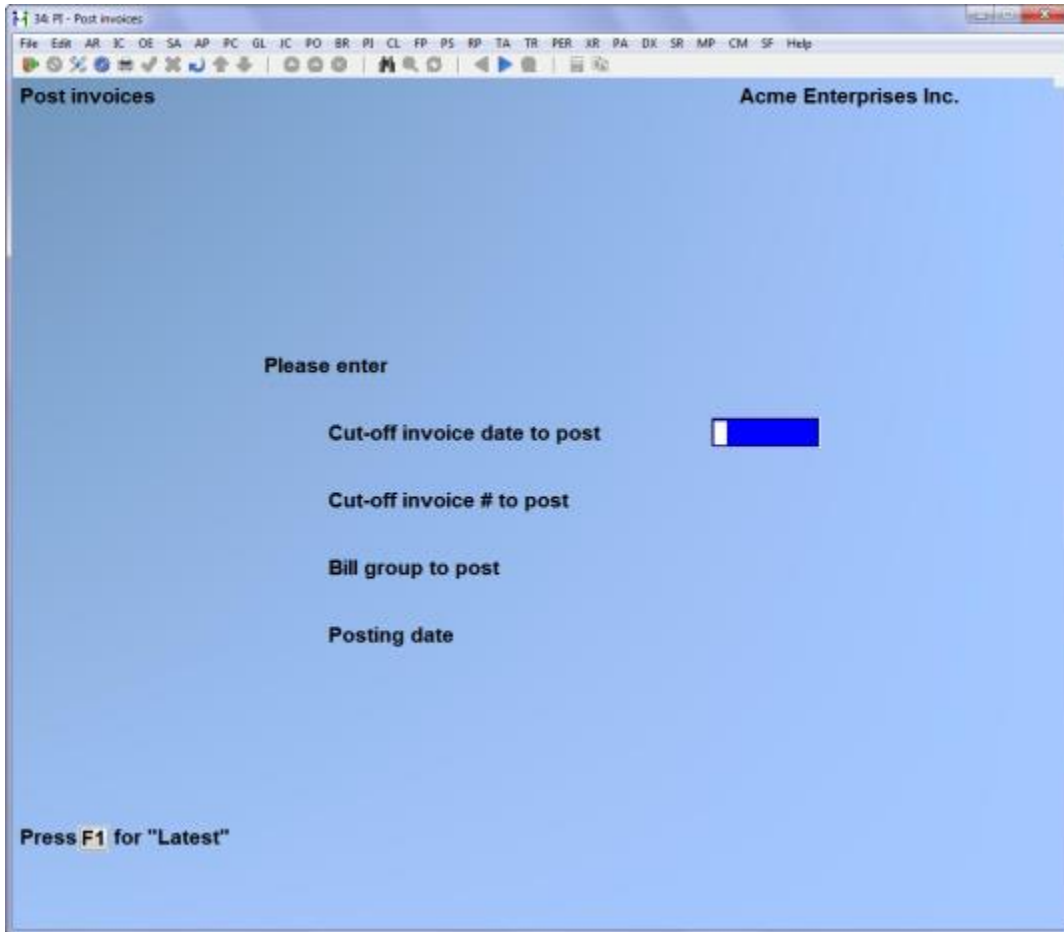 34: PI - Post invoices
File Edit AR IC OE SA AP PC GL JC PO BR PJ CL FP PS RP TA TR PER XR PA DX SR MP CM SF Help
Post invoices Acme Enterprises Inc.
Please enter
Cut-off invoice date to post
Cut-off invoice # to post
Bill group to post
Posting date
Press F1 for "Latest"